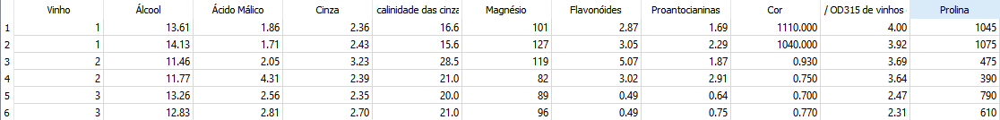 Vinho Álcool Ácido Málico Cinza calinidade das cinza Magnésio Flavonóides Proantocianinas Cor / OD315 de vinhos Prolina
1 1 13.61 1.86 2.36 16.6 101 2.87 1.69 1110.000 4.00 1045
2 1 14.13 1.71 2.43 15.6 127 3.05 2.29 1040.000 3.92 1075
3 2 11.46 2.05 3.23 28.5 119 5.07 1.87 0.930 3.69 475
4 2 11.77 4.31 2.39 21.0 82 3.02 2.91 0.750 3.64 390
5 3 13.26 2.56 2.35 20.0 89 0.49 0.64 0.700 2.47 790
6 3 12.83 2.81 2.70 21.0 96 0.49 0.75 0.770 2.31 610